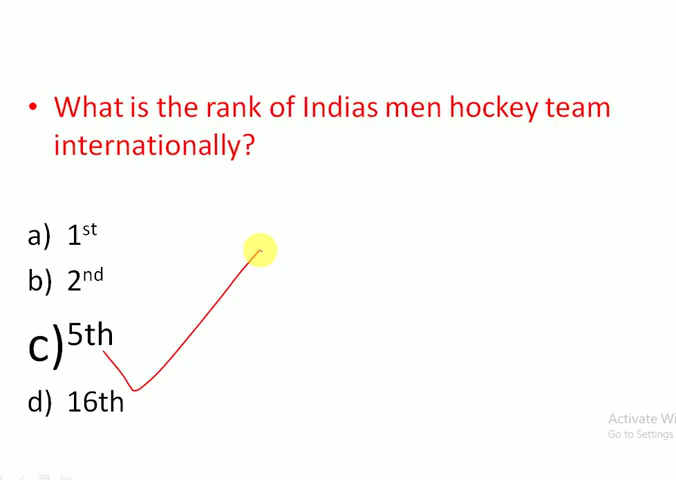 • What is the rank of Indias men hockey team
internationally?
a) 1st
b) 2nd
c) 5th
d) 16th
Activate Wi
Go to Settings